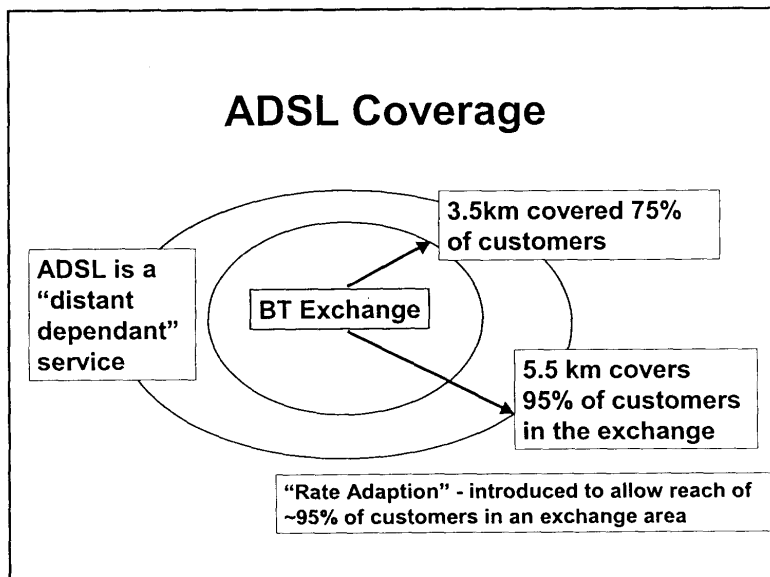 ADSL Coverage
3.5km covered 75%
of customers
ADSL is a
“distant
dependant”
service
BT Exchange
5.5 km covers
95% of customers
in the exchange
“Rate Adaption” - introduced to allow reach of
~95% of customers in an exchange area